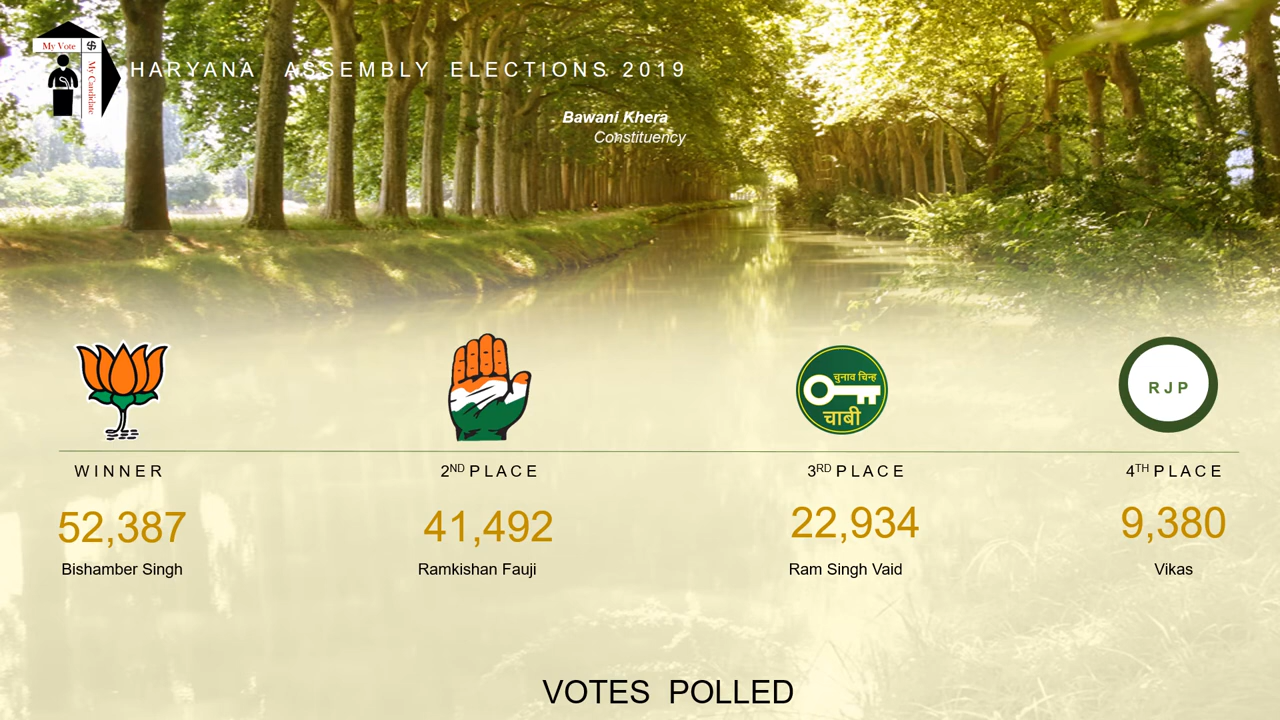 My Vote
My Candidate
HARYANA ASSEMBLY ELECTIONS 2019
Bawani Khera
Constituency
चुनाव चिन्ह
चाबी
RJP
WINNER
2ND PLACE
3RD PLACE
4TH PLACE
52,387
41,492
22,934
9,380
Bishamber Singh
Ramkishan Fauji
Ram Singh Vaid
Vikas
VOTES POLLED